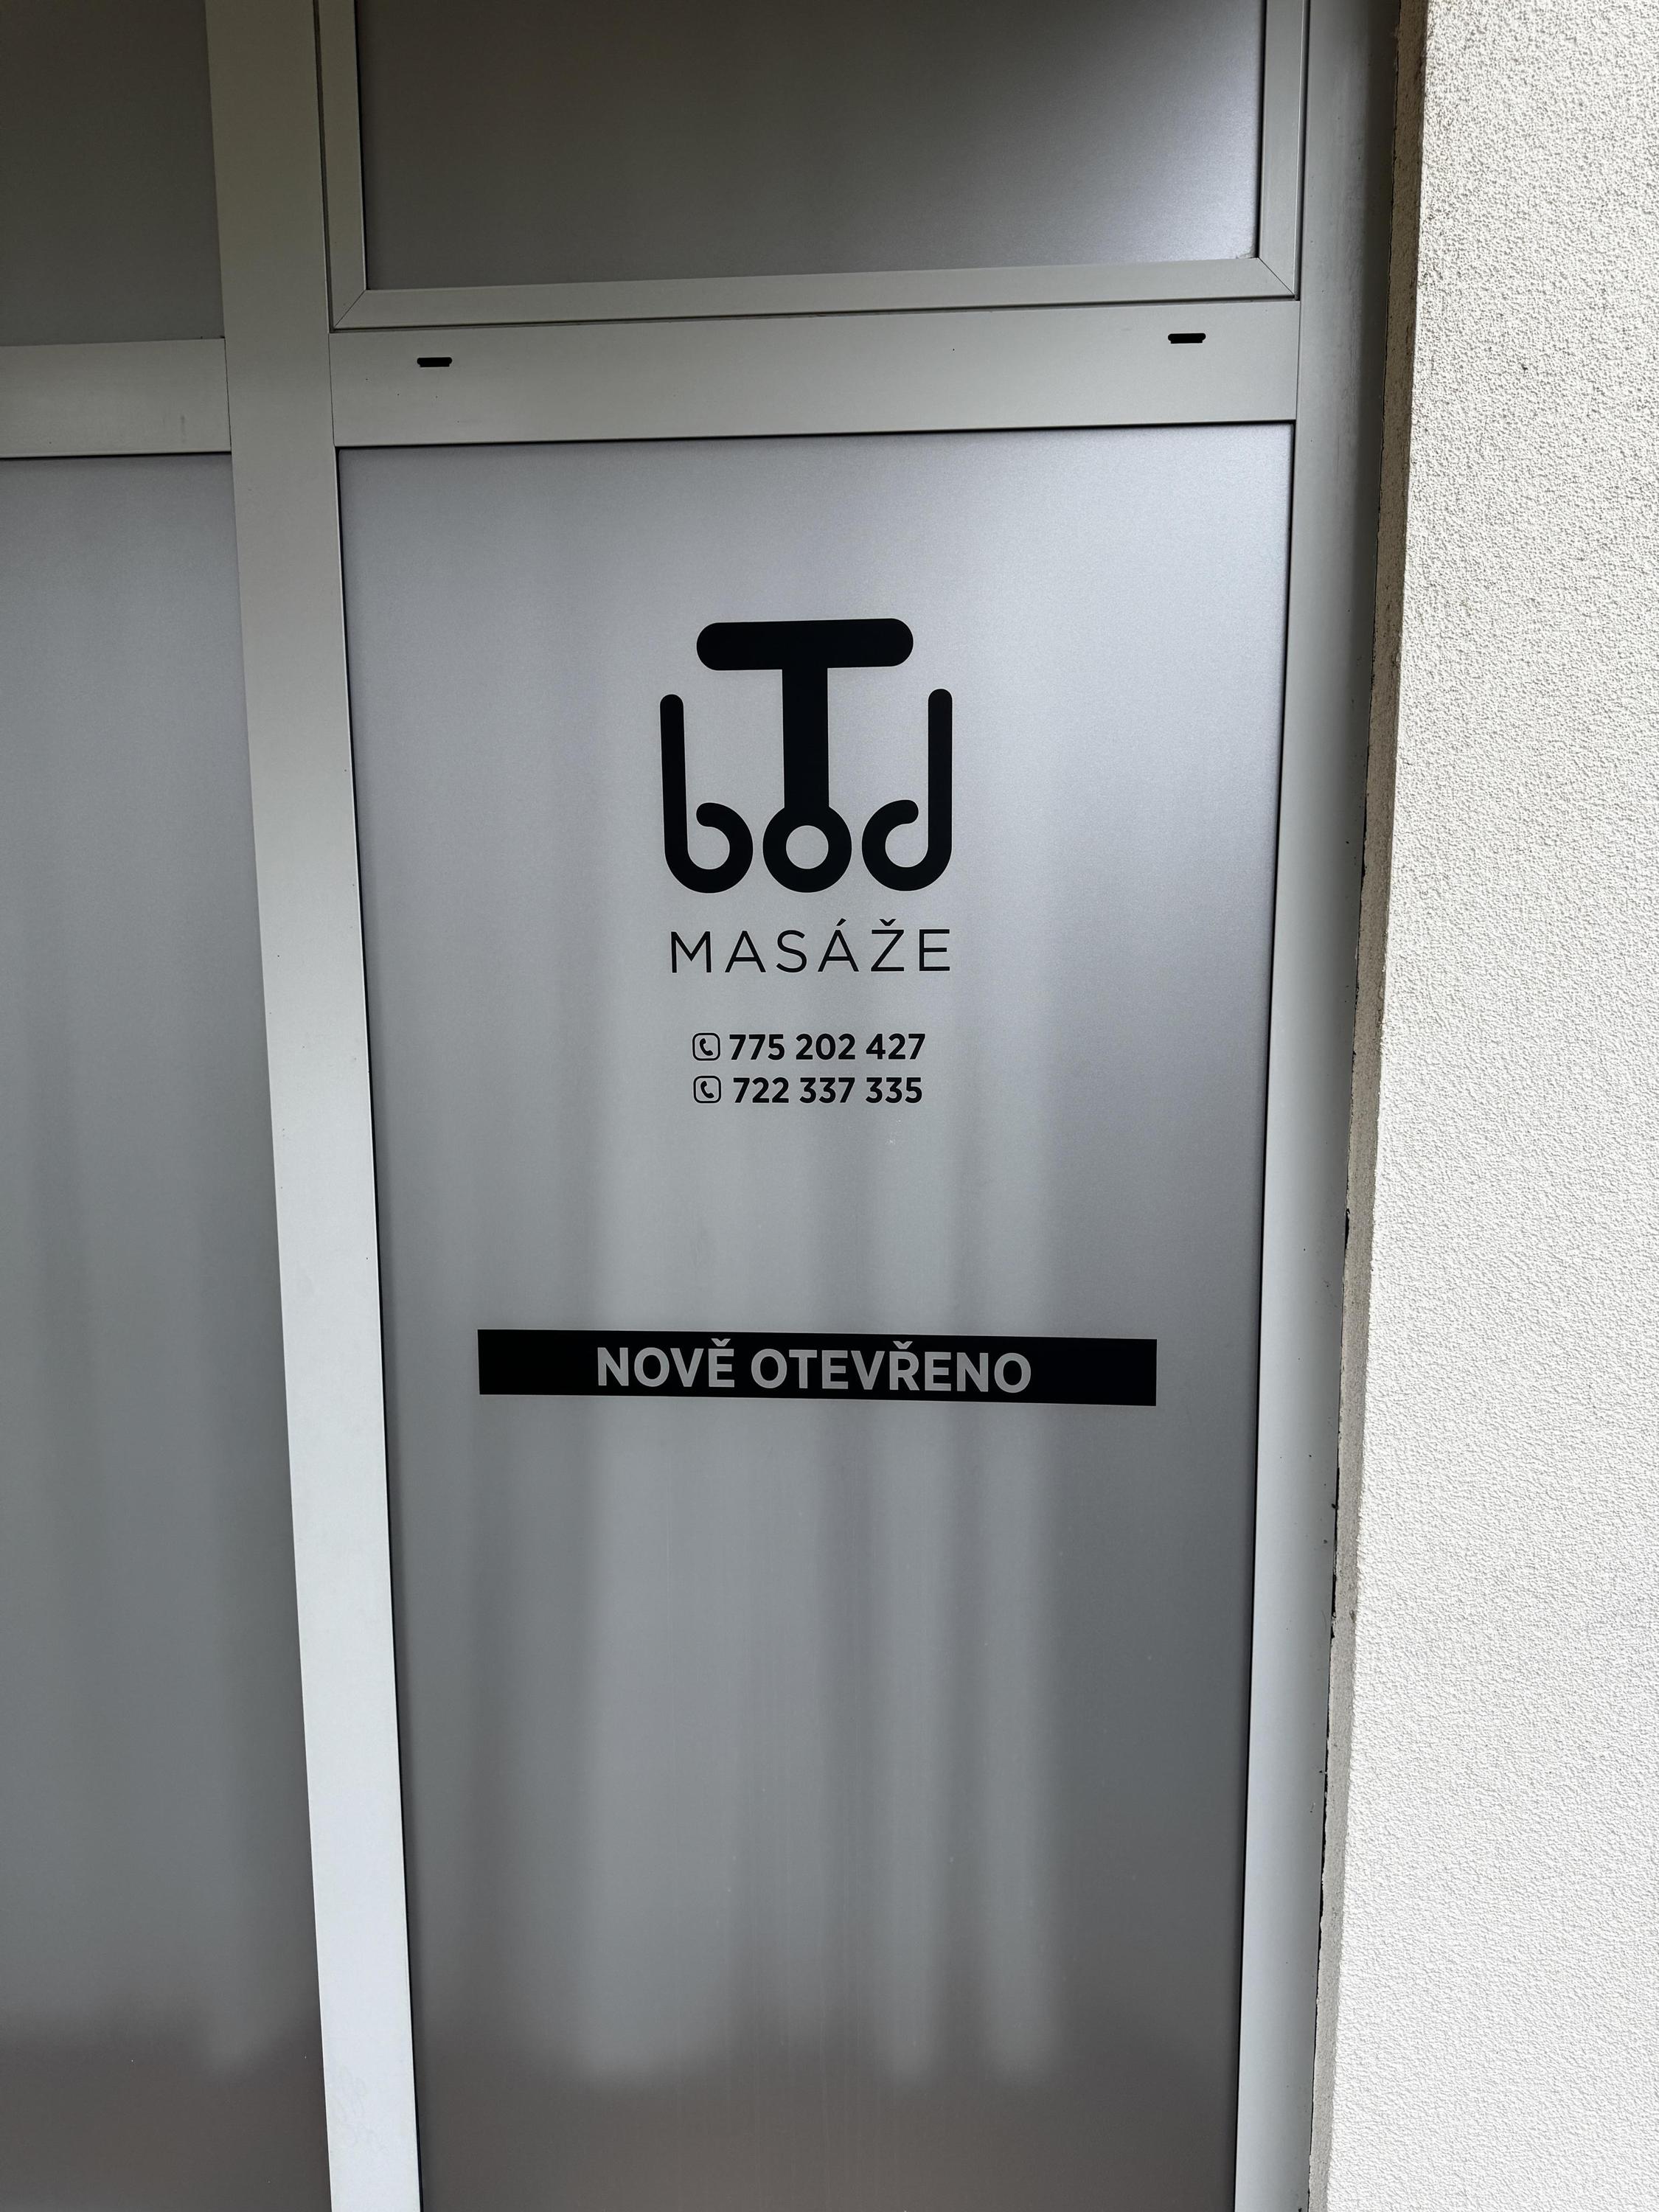 T
bod
MASÁŽE
775 202 427
722 337 335
NOVĚ OTEVŘENO